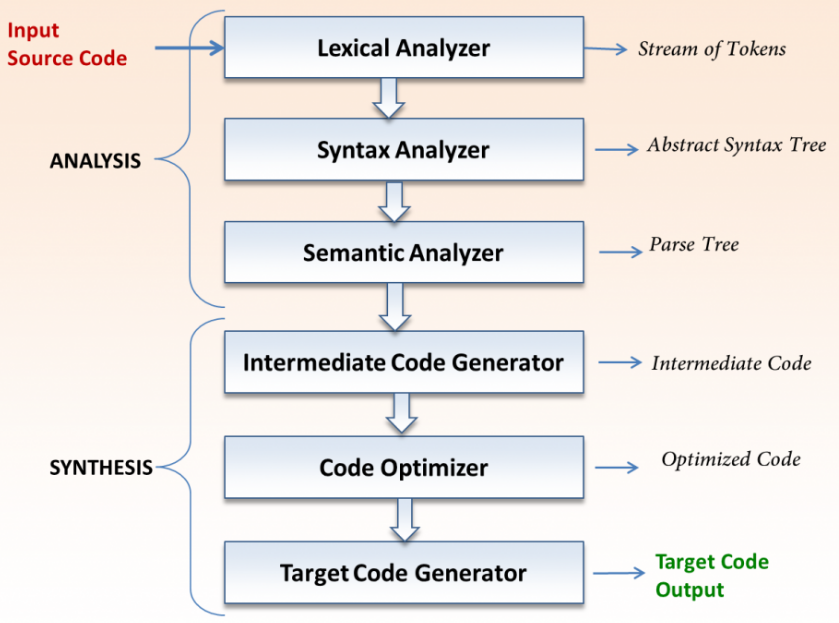 Input
Source Code
Lexical Analyzer
Stream of Tokens
Syntax Analyzer
Abstract Syntax Tree
ANALYSIS
Semantic Analyzer
Parse Tree
Intermediate Code Generator
Intermediate Code
SYNTHESIS
Code Optimizer
Optimized Code
Target Code Generator
Target Code
Output